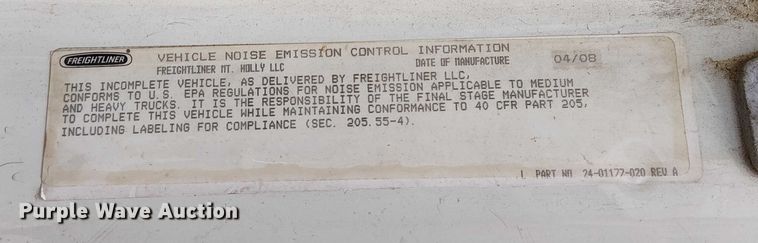 FREIGHTLINER VEHICLE NOISE EMISSION CONTROL INFORMATION
FREIGHTLINER MT. HOLLY LLC DATE OF MANUFACTURE 04/08
THIS INCOMPLETE VEHICLE, AS DELIVERED BY FREIGHTLINER LLC,
CONFORMS TO U.S. EPA REGULATIONS FOR NOISE EMISSION APPLICABLE TO MEDIUM
AND HEAVY TRUCKS. IT IS THE RESPONSIBILITY OF THE FINAL STAGE MANUFACTURER
TO COMPLETE THIS VEHICLE WHILE MAINTAINING CONFORMANCE TO 40 CFR PART 205,
INCLUDING LABELING FOR COMPLIANCE (SEC. 205.55-4).
PART NO 24-01177-020 REV A
Purple Wave Auction